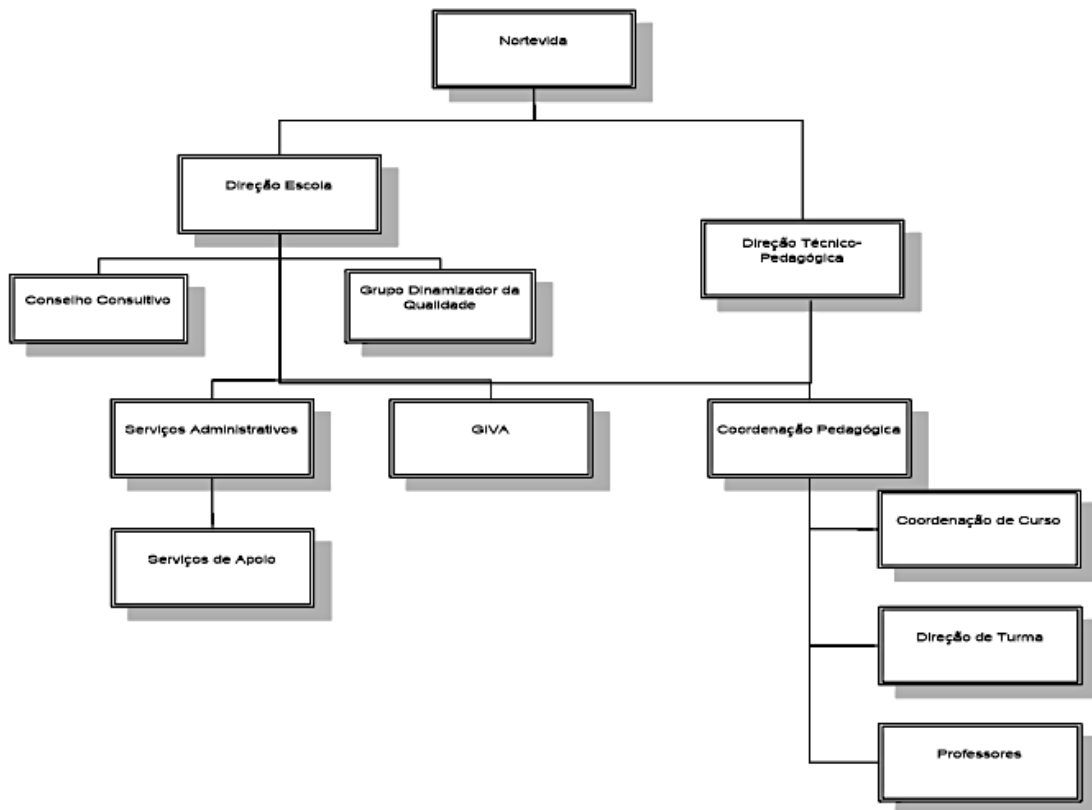 Nortevida
Direção Escola
Direção Técnico-
Pedagógica
Conselho Consultivo
Grupo Dinamizador da
Qualidade
Serviços Administrativos
GIVA
Coordenação Pedagógica
Coordenação de Curso
Serviços de Apoio
Direção de Turma
Professores